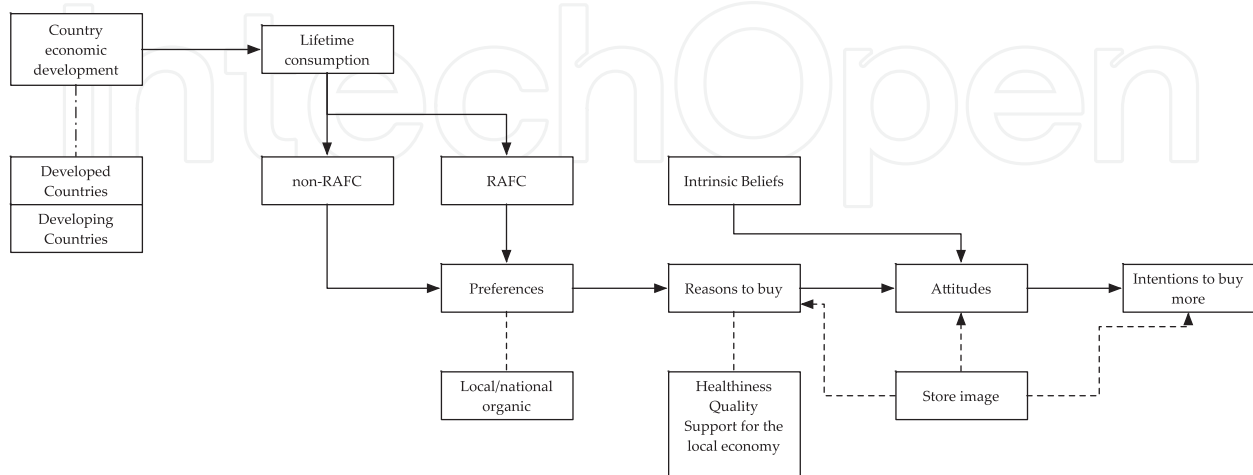 IntechOpen
Country
economic
development
Lifetime
consumption
Developed
Countries
Developing
Countries
non-RAFC
RAFC
Intrinsic Beliefs
Preferences
Reasons to buy
Attitudes
Intentions to buy
more
Local/national
organic
Healthiness
Quality
Support for the
local economy
Store image